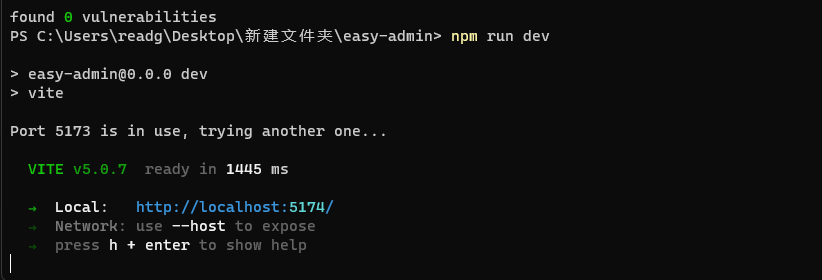 found 0 vulnerabilities
PS C:\Users\readg\Desktop\新建文件夹\easy-admin> npm run dev
> easy-admin@0.0.0 dev
> vite
Port 5173 is in use, trying another one...
VITE v5.0.7 ready in 1445 ms
→ Local: http://localhost:5174/
→ Network: use --host to expose
→ press h + enter to show help